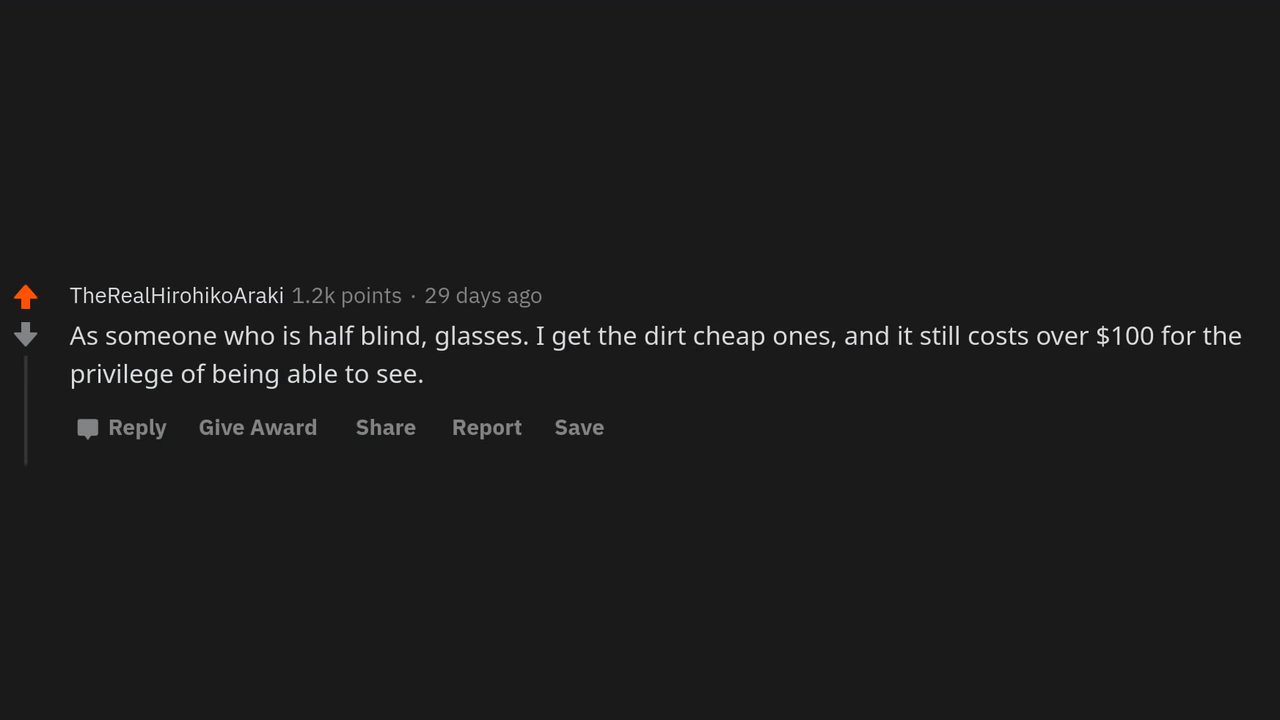 TheRealHirohikoAraki 1.2k points · 29 days ago
As someone who is half blind, glasses. I get the dirt cheap ones, and it still costs over $100 for the
privilege of being able to see.
Reply Give Award Share Report Save